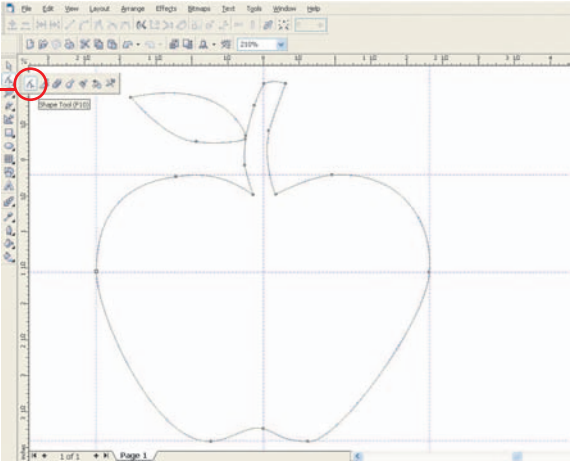 File Edit View Layout Arrange Effects Bitmaps Text Tools Window Help
210%
Shape Tool (F10)
1 of 1 Page 1